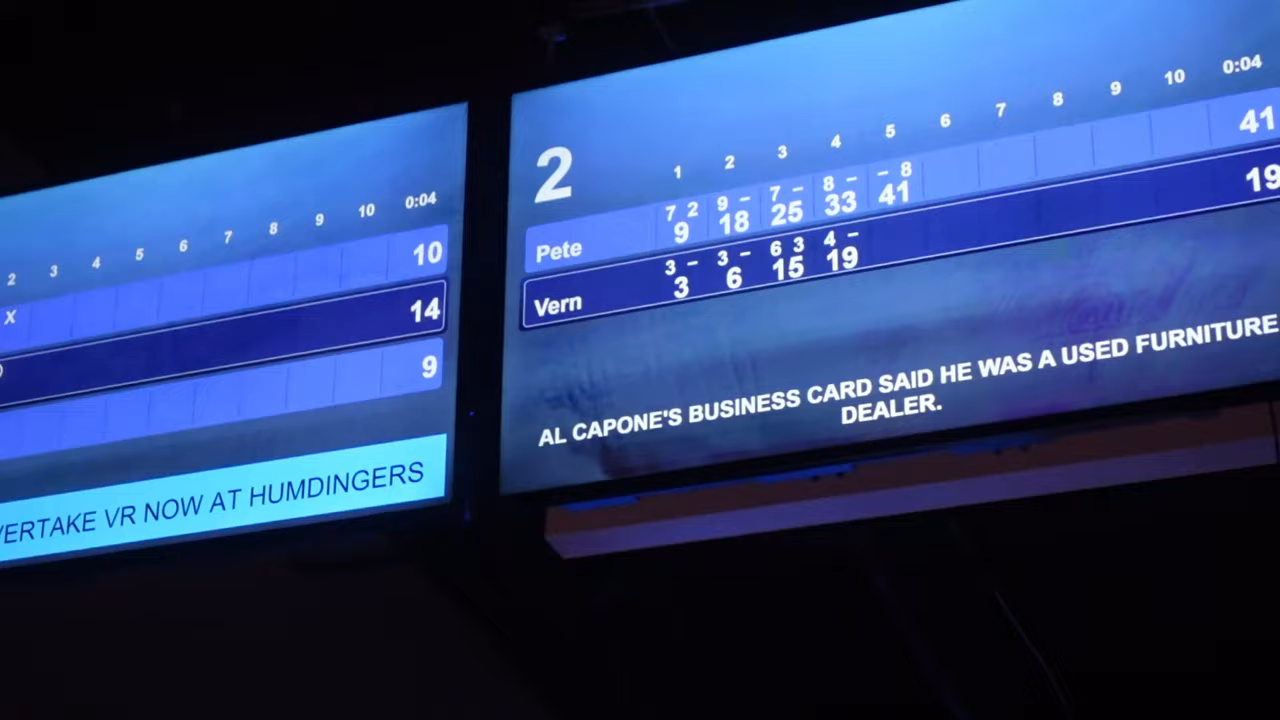 2 3 4 5 6 7 8 9 10 0:04
X 10
14
9
VERTAKE VR NOW AT HUMDINGERS
2
1 2 3 4 5 6 7 8 9 10 0:04
7 2 9 - 7 - 8 - - 8
Pete 9 18 25 33 41 41
3 - 3 - 6 3 4 -
Vern 3 6 15 19 19
AL CAPONE'S BUSINESS CARD SAID HE WAS A USED FURNITURE
DEALER.